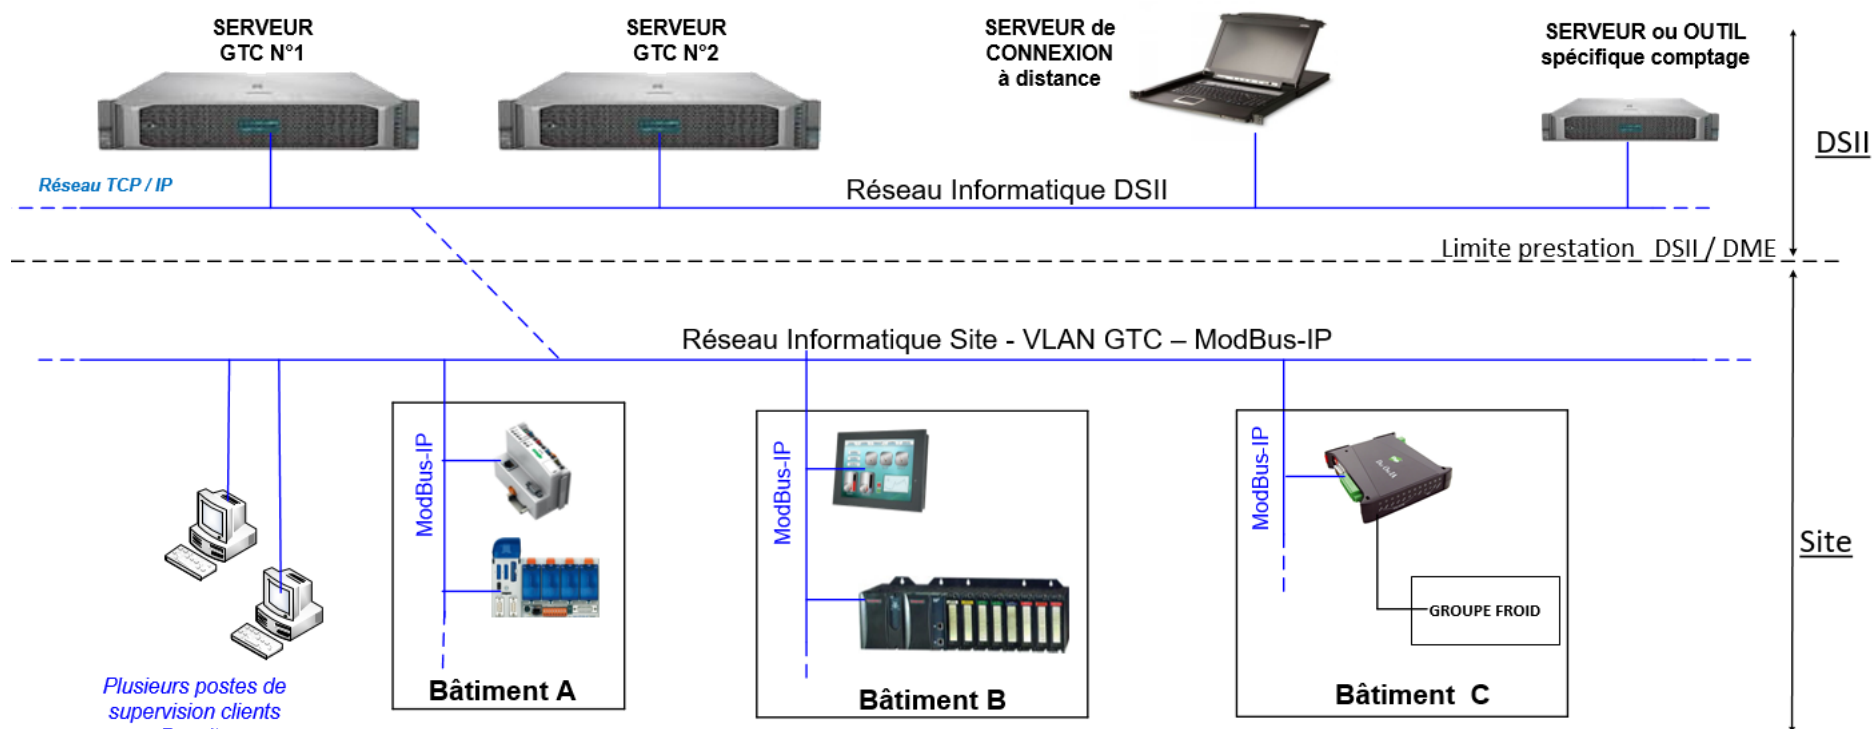 SERVEUR
GTC N°1
SERVEUR
GTC N°2
SERVEUR de
CONNEXION
à distance
SERVEUR ou OUTIL
spécifique comptage
DSII
Réseau TCP / IP
Réseau Informatique DSII
Limite prestation DSII / DME
Réseau Informatique Site - VLAN GTC – ModBus-IP
ModBus-IP
ModBus-IP
ModBus-IP
Site
GROUPE FROID
Bâtiment A
Bâtiment B
Bâtiment C
Plusieurs postes de
supervision clients